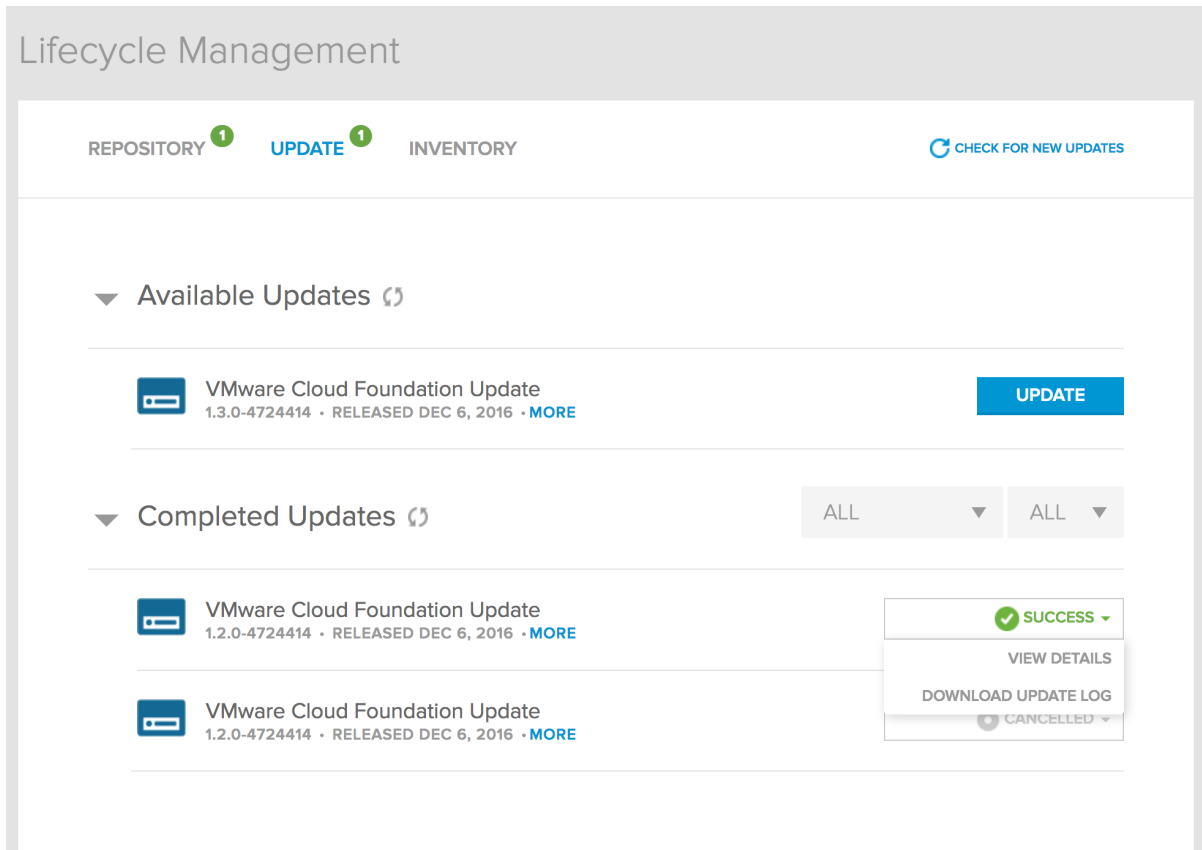 Lifecycle Management
REPOSITORY 1 UPDATE 1 INVENTORY CHECK FOR NEW UPDATES
Available Updates
VMware Cloud Foundation Update
1.3.0-4724414 • RELEASED DEC 6, 2016 • MORE
UPDATE
Completed Updates ALL ALL
VMware Cloud Foundation Update
1.2.0-4724414 • RELEASED DEC 6, 2016 • MORE
SUCCESS
VIEW DETAILS
DOWNLOAD UPDATE LOG
VMware Cloud Foundation Update
1.2.0-4724414 • RELEASED DEC 6, 2016 • MORE
CANCELLED